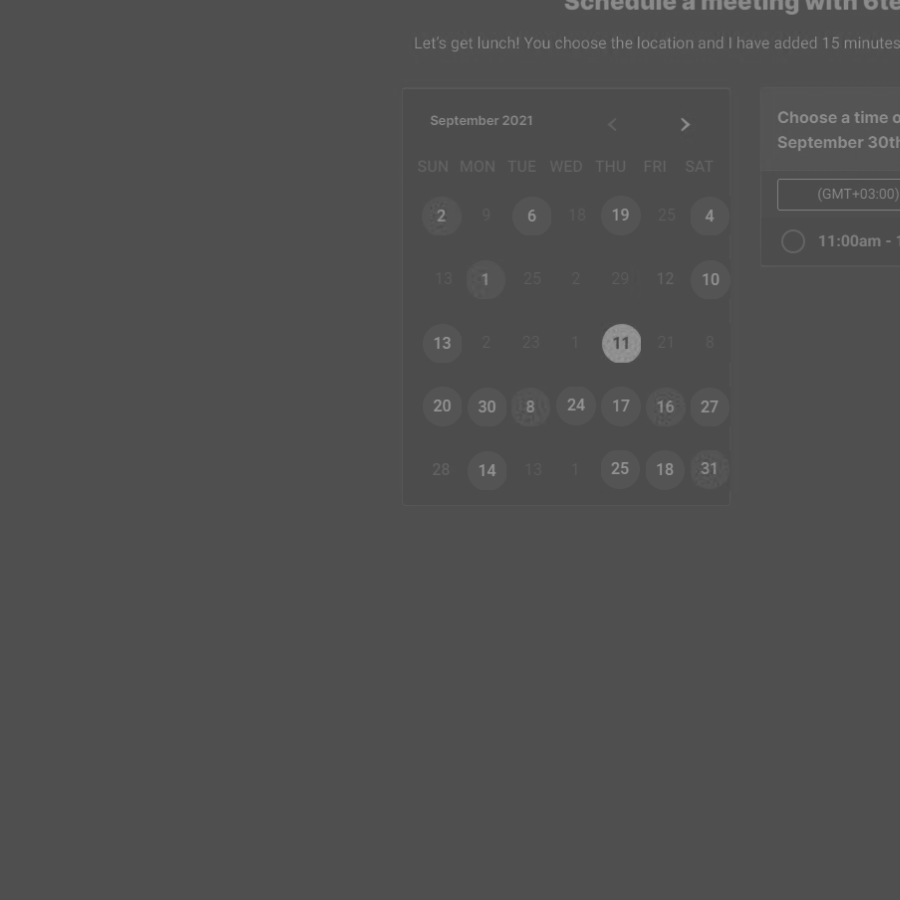 Schedule a meeting with 6te
Let's get lunch! You choose the location and I have added 15 minutes
September 2021
SUN MON TUE WED THU FRI SAT
2 9 6 18 19 25 4
13 1 25 2 29 12 10
13 2 23 1 11 21 8
20 30 8 24 17 16 27
28 14 13 1 25 18 31
Choose a time o
September 30th
(GMT+03:00)
11:00am - 1